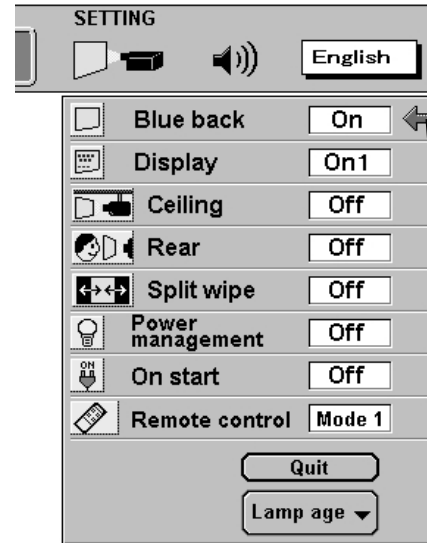 SETTING
English
Blue back On
Display On1
Ceiling Off
Rear Off
Split wipe Off
Power
management Off
ON
On start Off
Remote control Mode 1
Quit
Lamp age